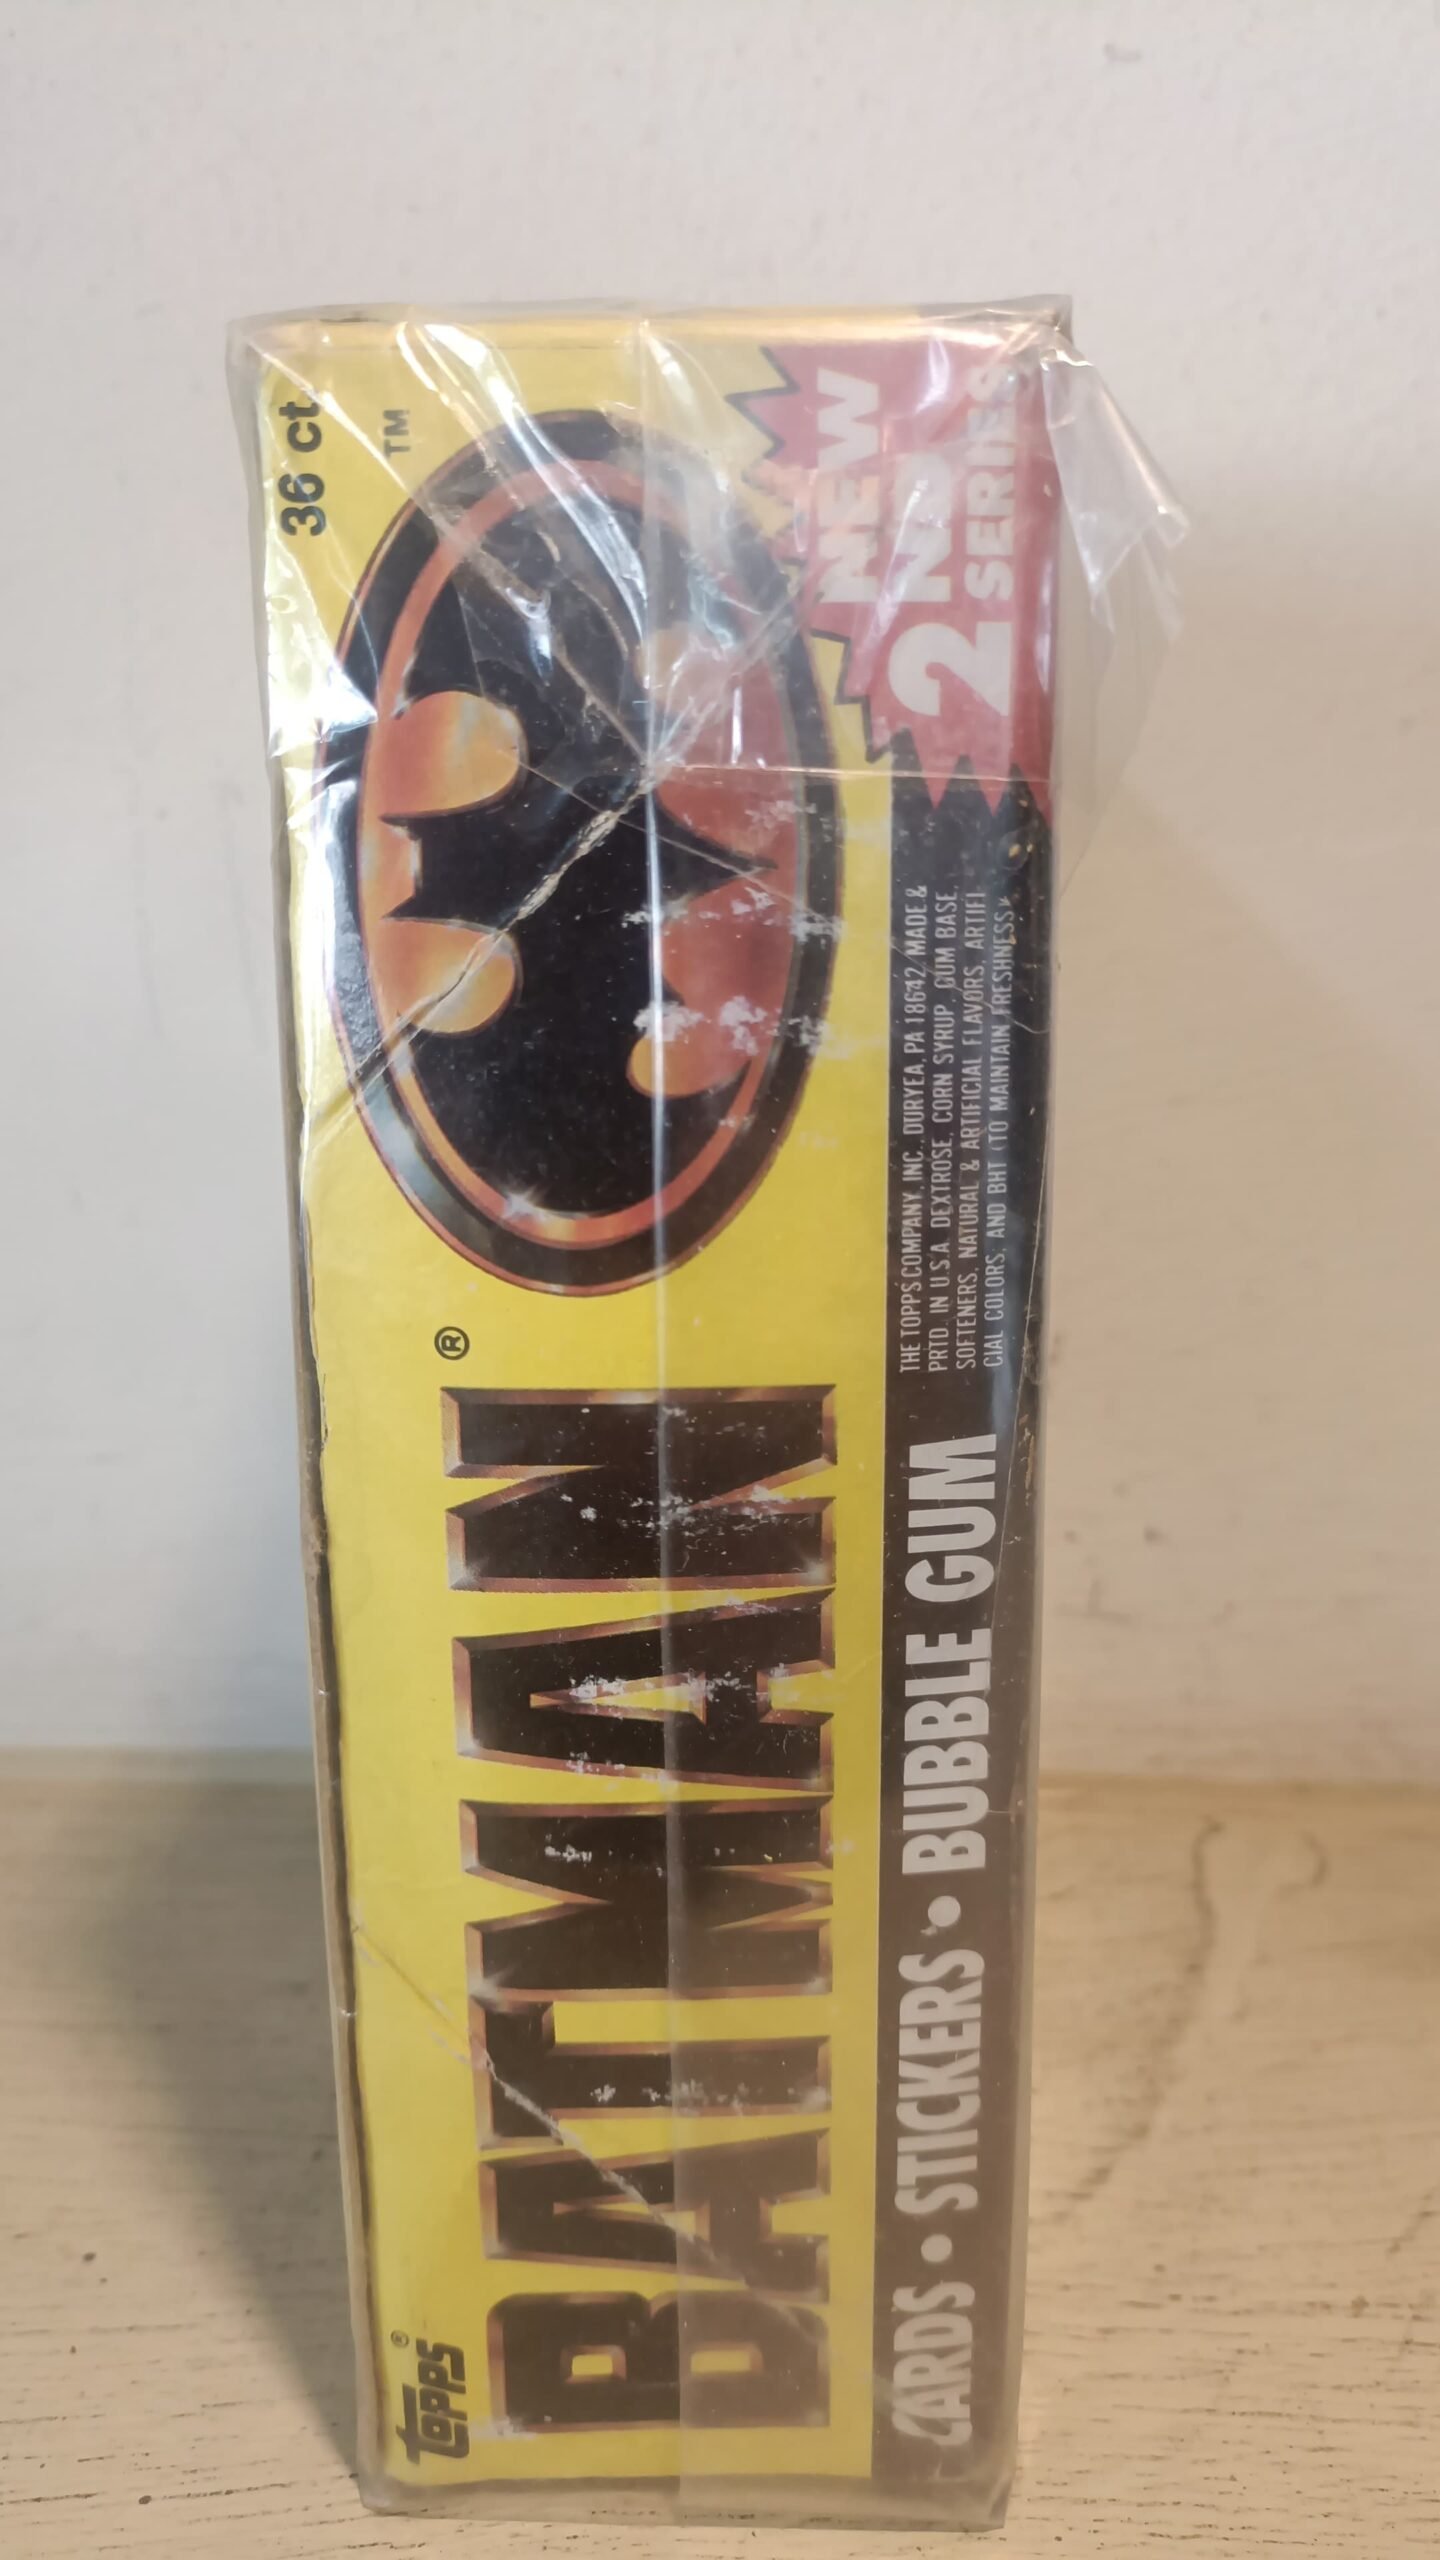 topps®
36 ct.
BATMAN®
TM
NEW
2ND
SERIES
CARDS • STICKERS • BUBBLE GUM
THE TOPPS COMPANY, INC., DURYEA, PA 18642, MADE &
PRTD. IN U.S.A. DEXTROSE, CORN SYRUP, GUM BASE,
SOFTENERS, NATURAL & ARTIFICIAL FLAVORS, ARTIFI
CIAL COLORS, AND BHT (TO MAINTAIN FRESHNESS).